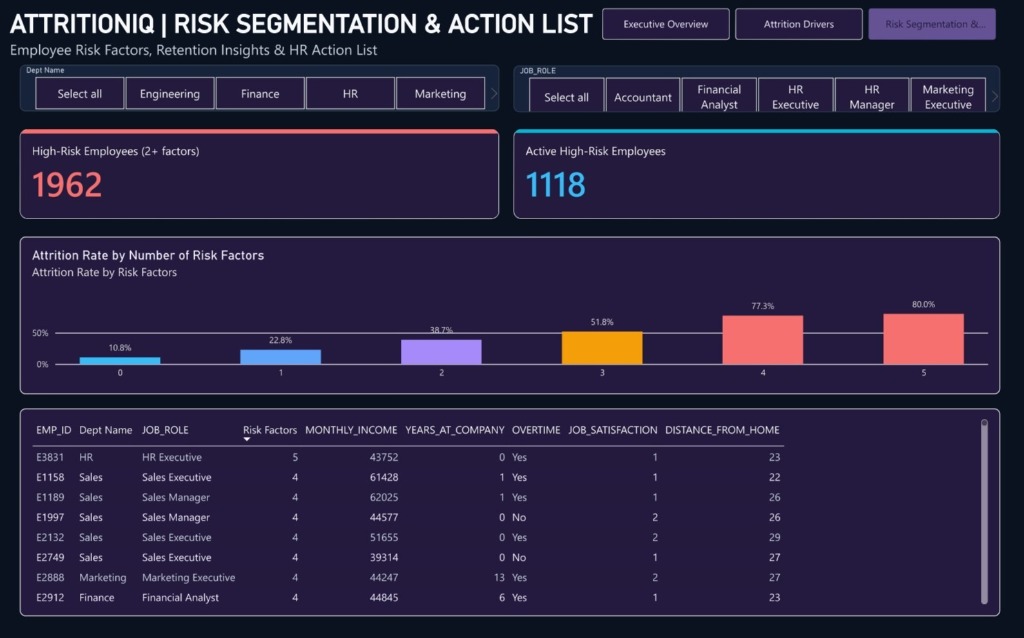 ATTRITIONIQ | RISK SEGMENTATION & ACTION LIST
Executive Overview
Attrition Drivers
Risk Segmentation &...
Employee Risk Factors, Retention Insights & HR Action List
Dept Name
Select all
Engineering
Finance
HR
Marketing
JOB_ROLE
Select all
Accountant
Financial
Analyst
HR
Executive
HR
Manager
Marketing
Executive
High-Risk Employees (2+ factors)
1962
Active High-Risk Employees
1118
Attrition Rate by Number of Risk Factors
Attrition Rate by Risk Factors
50%
0%
10.8%
22.8%
38.7%
51.8%
77.3%
80.0%
0 1 2 3 4 5
EMP_ID Dept Name JOB_ROLE Risk Factors MONTHLY_INCOME YEARS_AT_COMPANY OVERTIME JOB_SATISFACTION DISTANCE_FROM_HOME
E3831 HR HR Executive 5 43752 0 Yes 1 23
E1158 Sales Sales Executive 4 61428 1 Yes 1 22
E1189 Sales Sales Manager 4 62025 1 Yes 1 26
E1997 Sales Sales Manager 4 44577 0 No 2 26
E2132 Sales Sales Executive 4 51655 0 Yes 2 29
E2749 Sales Sales Executive 4 39314 0 No 1 27
E2888 Marketing Marketing Executive 4 44247 13 Yes 2 27
E2912 Finance Financial Analyst 4 44845 6 Yes 1 23